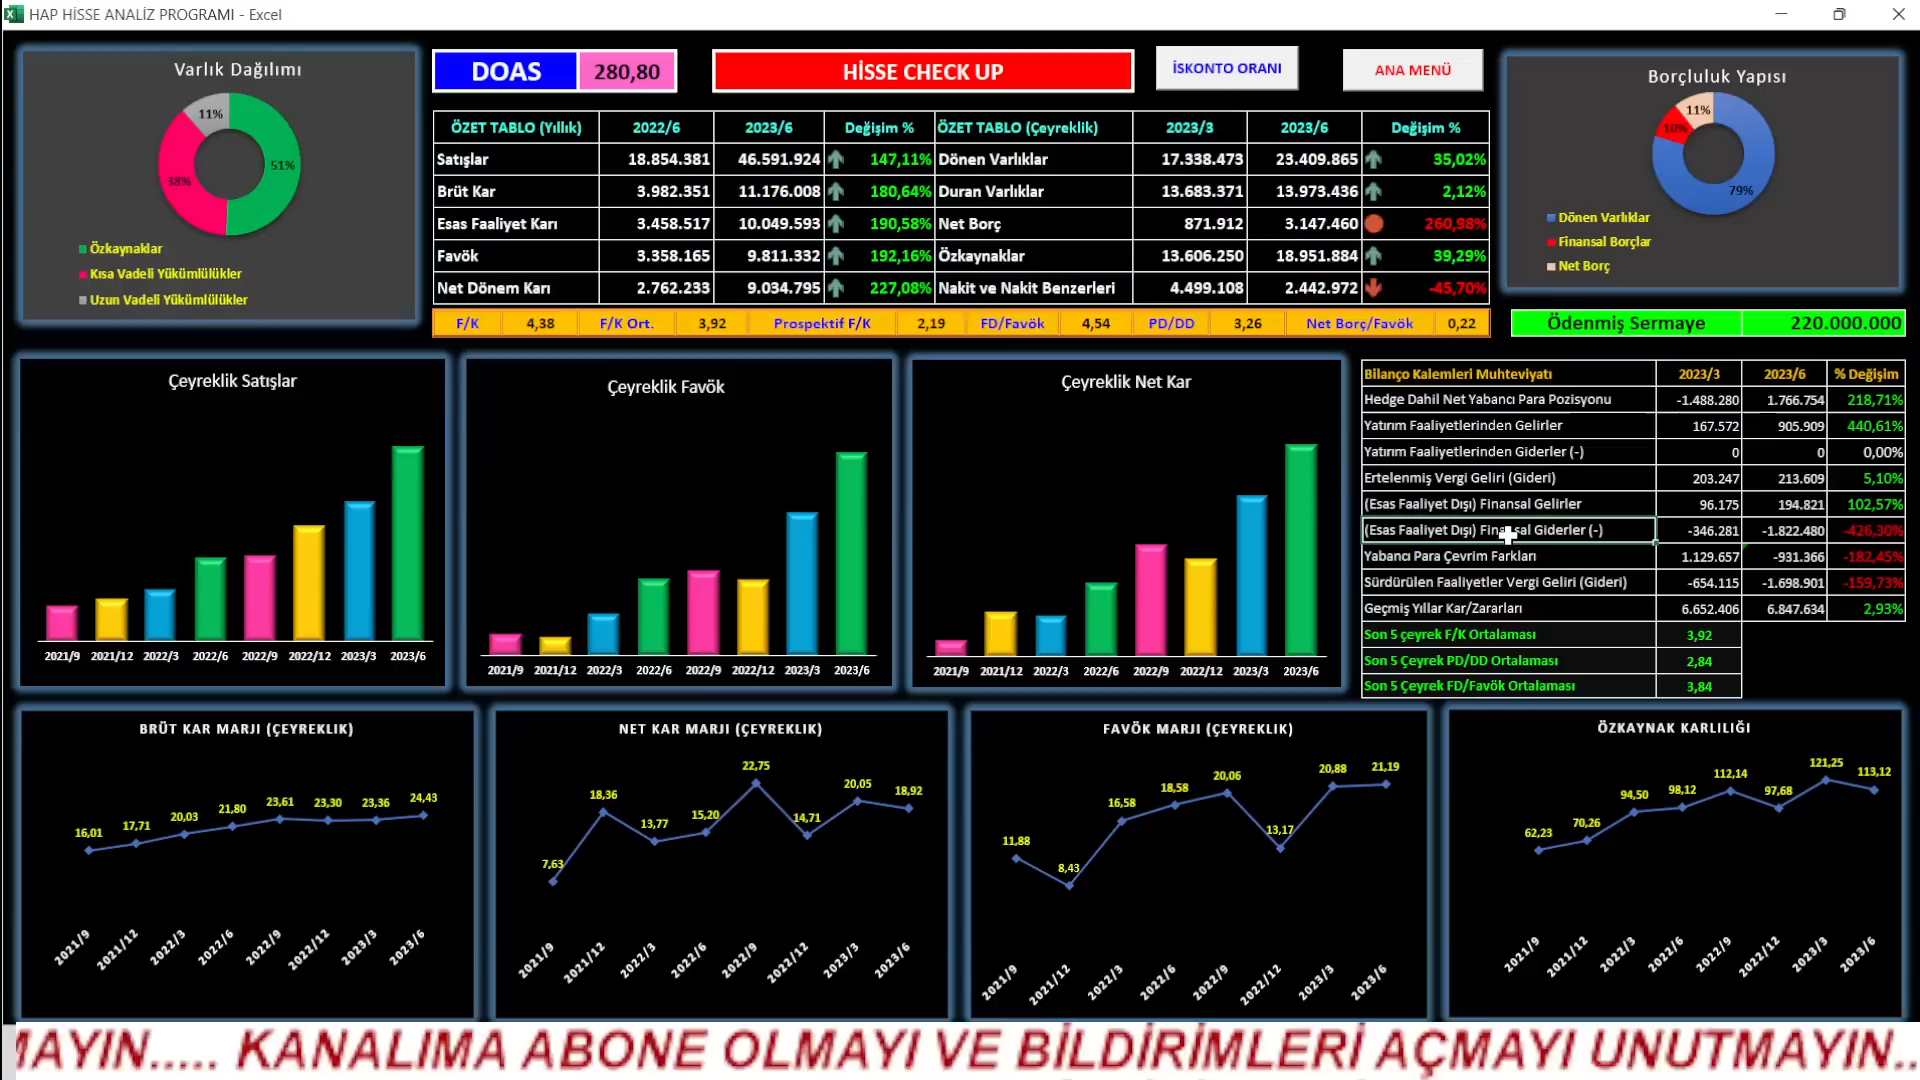 HAP HİSSE ANALİZ PROGRAMI - Excel
Varlık Dağılımı
11%
51%
38%
Özkaynaklar
Kısa Vadeli Yükümlülükler
Uzun Vadeli Yükümlülükler
DOAS 280,80
HİSSE CHECK UP
İSKONTO ORANI
ANA MENÜ
Borçluluk Yapısı
11%
10%
79%
Dönen Varlıklar
Finansal Borçlar
Net Borç
ÖZET TABLO (Yıllık) 2022/6 2023/6 Değişim % ÖZET TABLO (Çeyreklik) 2023/3 2023/6 Değişim %
Satışlar 18.854.381 46.591.924 147,11% Dönen Varlıklar 17.338.473 23.409.865 35,02%
Brüt Kar 3.982.351 11.176.008 180,64% Duran Varlıklar 13.683.371 13.973.436 2,12%
Esas Faaliyet Karı 3.458.517 10.049.593 190,58% Net Borç 871.912 3.147.460 260,98%
Favök 3.358.165 9.811.332 192,16% Özkaynaklar 13.606.250 18.951.884 39,29%
Net Dönem Karı 2.762.233 9.034.795 227,08% Nakit ve Nakit Benzerleri 4.499.108 2.442.972 -45,70%
F/K 4,38 F/K Ort. 3,92 Prospektif F/K 2,19 FD/Favök 4,54 PD/DD 3,26 Net Borç/Favök 0,22
Ödenmiş Sermaye 220.000.000
Çeyreklik Satışlar
2021/9 2021/12 2022/3 2022/6 2022/9 2022/12 2023/3 2023/6
Çeyreklik Favök
2021/9 2021/12 2022/3 2022/6 2022/9 2022/12 2023/3 2023/6
Çeyreklik Net Kar
2021/9 2021/12 2022/3 2022/6 2022/9 2022/12 2023/3 2023/6
Bilanço Kalemleri Muhteviyatı 2023/3 2023/6 % Değişim
Hedge Dahil Net Yabancı Para Pozisyonu -1.488.280 1.766.754 218,71%
Yatırım Faaliyetlerinden Gelirler 167.572 905.909 440,61%
Yatırım Faaliyetlerinden Giderler (-) 0 0 0,00%
Ertelenmiş Vergi Geliri (Gideri) 203.247 213.609 5,10%
(Esas Faaliyet Dışı) Finansal Gelirler 96.175 194.821 102,57%
(Esas Faaliyet Dışı) Finansal Giderler (-) -346.281 -1.822.480 -426,30%
Yabancı Para Çevrim Farkları 1.129.657 -931.366 -182,45%
Sürdürülen Faaliyetler Vergi Geliri (Gideri) -654.115 -1.698.901 -159,73%
Geçmiş Yıllar Kar/Zararları 6.652.406 6.847.634 2,93%
Son 5 çeyrek F/K Ortalaması 3,92
Son 5 Çeyrek PD/DD Ortalaması 2,84
Son 5 Çeyrek FD/Favök Ortalaması 3,84
BRÜT KAR MARJI (ÇEYREKLIK)
16,01 17,71 20,03 21,80 23,61 23,30 23,36 24,43
2021/9 2021/12 2022/3 2022/6 2022/9 2022/12 2023/3 2023/6
NET KAR MARJI (ÇEYREKLIK)
7,63 18,36 13,77 15,20 22,75 14,71 20,05 18,92
2021/9 2021/12 2022/3 2022/6 2022/9 2022/12 2023/3 2023/6
FAVÖK MARJI (ÇEYREKLIK)
11,88 8,43 16,58 18,58 20,06 13,17 20,88 21,19
2021/9 2021/12 2022/3 2022/6 2022/9 2022/12 2023/3 2023/6
ÖZKAYNAK KARLILIĞI
62,23 70,26 94,50 98,12 112,14 97,68 121,25 113,12
2021/9 2021/12 2022/3 2022/6 2022/9 2022/12 2023/3 2023/6
MAYIN..... KANALIMA ABONE OLMAYI VE BİLDİRİMLERİ AÇMAYI UNUTMAYIN..